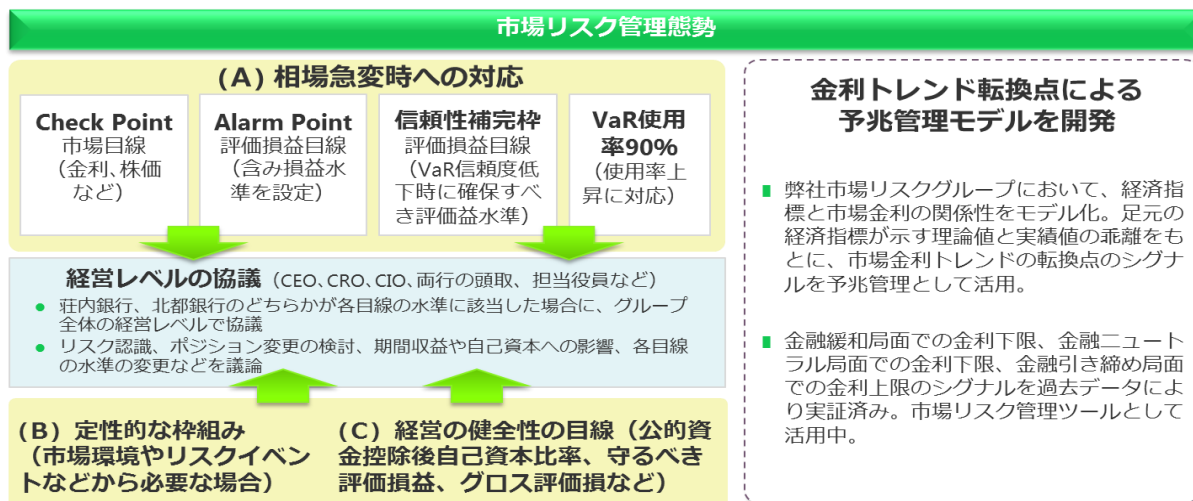 市場リスク管理態勢
(A) 相場急変時への対応
Check Point
市場目線
（金利、株価
など）
Alarm Point
評価損益目線
（含み損益水
準を設定）
信頼性補完枠
評価損益目線
（VaR信頼度低
下時に確保すべ
き評価益水準）
VaR使用
率90%
（使用率上
昇に対応）
経営レベルの協議（CEO、CRO、CIO、両行の頭取、担当役員など）
● 荘内銀行、北都銀行のどちらかが各目線の水準に該当した場合に、グループ
全体の経営レベルで協議
● リスク認識、ポジション変更の検討、期間収益や自己資本への影響、各目線
の水準の変更などを議論
(B) 定性的な枠組み
（市場環境やリスクイベン
トなどから必要な場合）
(C) 経営の健全性の目線（公的資
金控除後自己資本比率、守るべき
評価損益、グロス評価損など）
金利トレンド転換点による
予兆管理モデルを開発
■ 弊社市場リスクグループにおいて、経済指
標と市場金利の関係性をモデル化。足元の
経済指標が示す理論値と実績値の乖離をも
とに、市場金利トレンドの転換点のシグナ
ルを予兆管理として活用。
■ 金融緩和局面での金利下限、金融ニュート
ラル局面での金利下限、金融引き締め局面
での金利上限のシグナルを過去データによ
り実証済み。市場リスク管理ツールとして
活用中。